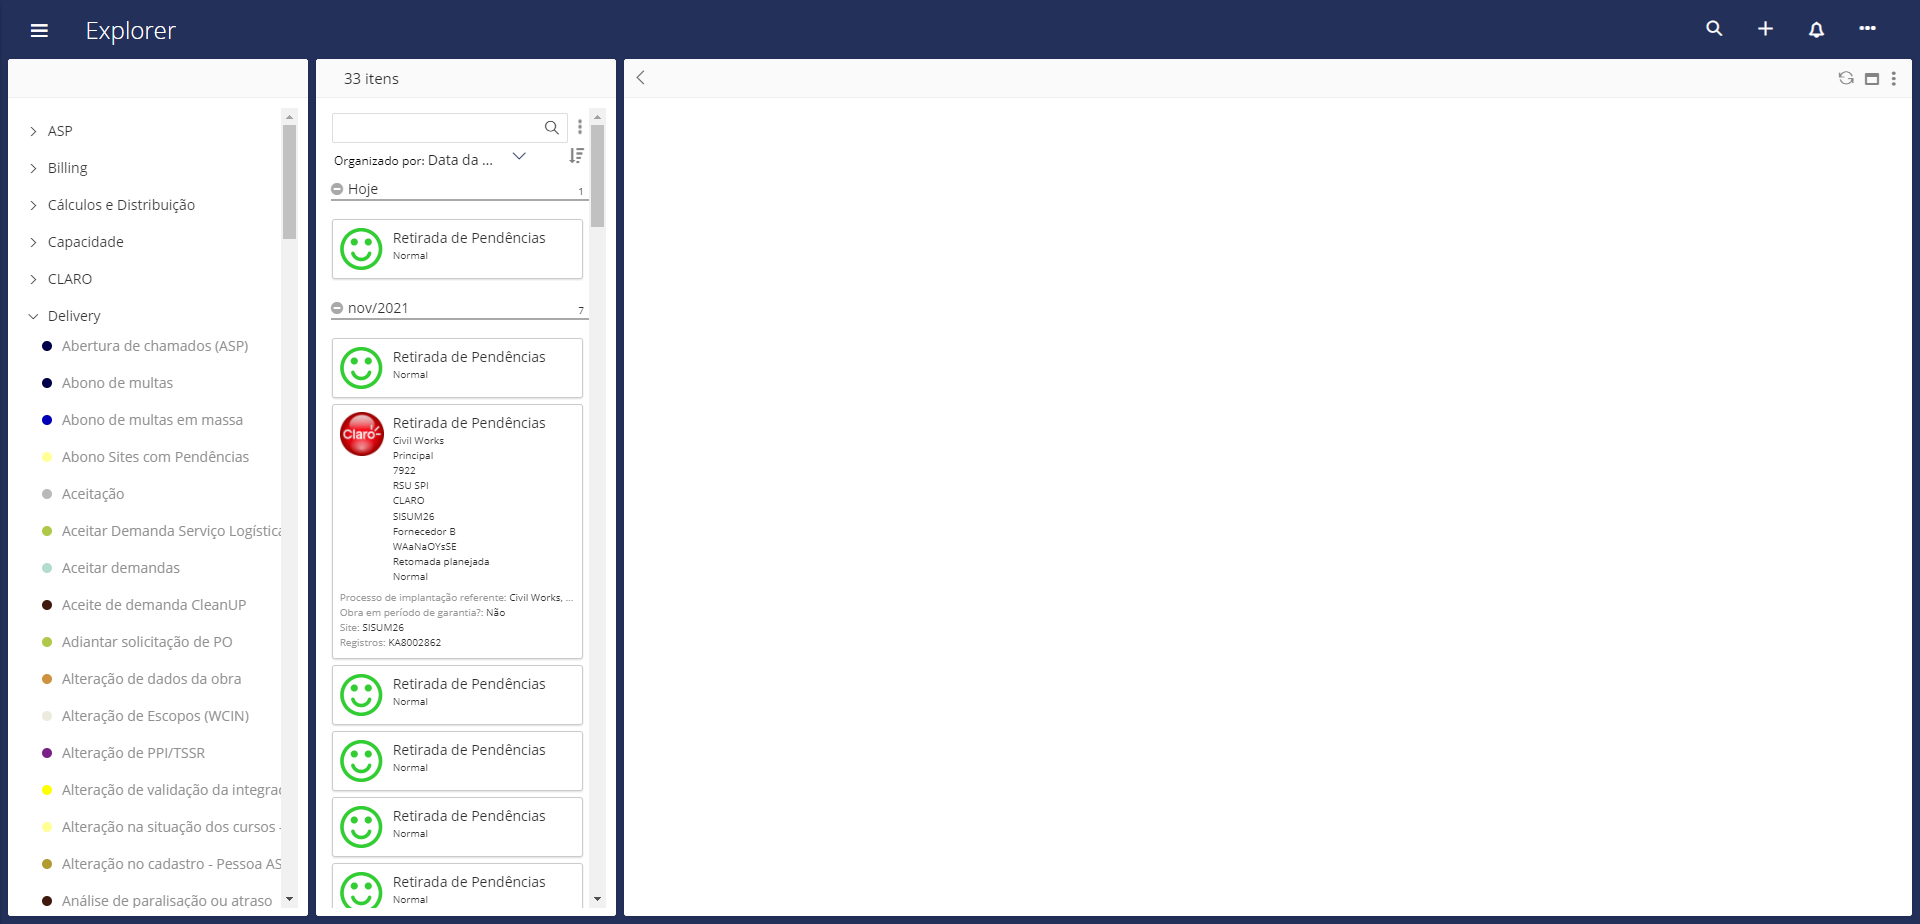 Explorer
ASP
Billing
Cálculos e Distribuição
Capacidade
CLARO
Delivery
Abertura de chamados (ASP)
Abono de multas
Abono de multas em massa
Abono Sites com Pendências
Aceitação
Aceitar Demanda Serviço Logística
Aceitar demandas
Aceite de demanda CleanUP
Adiantar solicitação de PO
Alteração de dados da obra
Alteração de Escopos (WCIN)
Alteração de PPI/TSSR
Alteração de validação da integrac
Alteração na situação dos cursos -
Alteração no cadastro - Pessoa AS
Análise de paralisação ou atraso
33 itens
Organizado por: Data da ...
Hoje 1
Retirada de Pendências
Normal
nov/2021 7
Retirada de Pendências
Normal
Claro
Retirada de Pendências
Civil Works
Principal
7922
RSU SPI
CLARO
SISUM26
Fornecedor B
WAaNaOYsSE
Retomada planejada
Normal
Processo de implantação referente: Civil Works, ...
Obra em período de garantia?: Não
Site: SISUM26
Registros: KA8002862
Retirada de Pendências
Normal
Retirada de Pendências
Normal
Retirada de Pendências
Normal
Retirada de Pendências
Normal